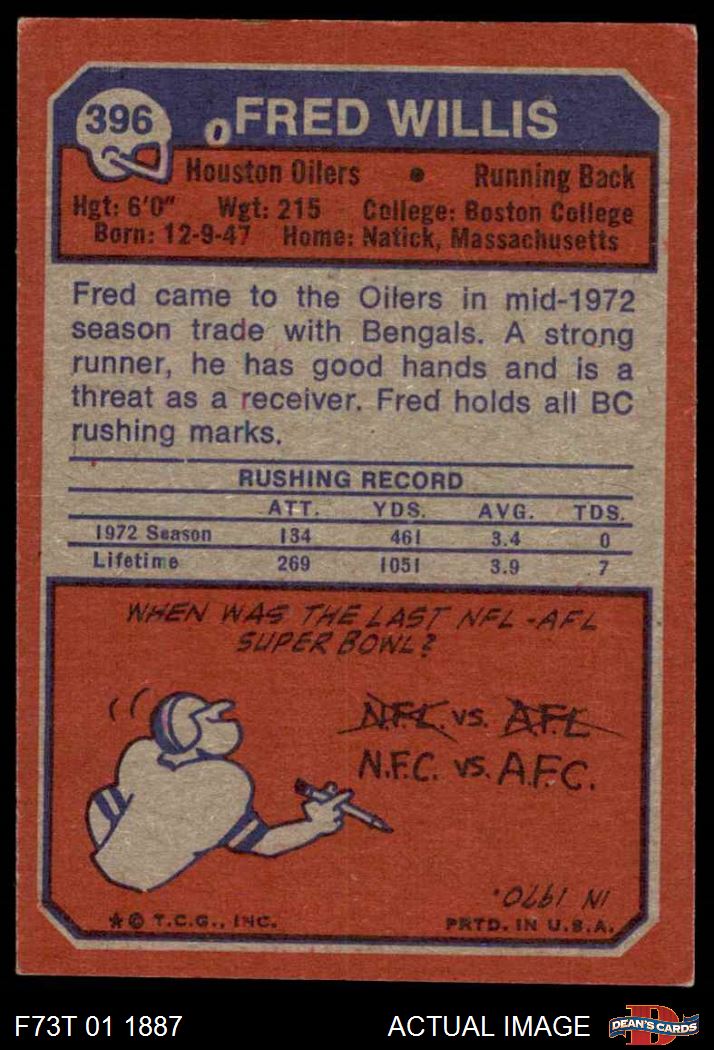 396
FRED WILLIS
Houston Oilers • Running Back
Hgt: 6'0" Wgt: 215 College: Boston College
Born: 12-9-47 Home: Natick, Massachusetts
Fred came to the Oilers in mid-1972
season trade with Bengals. A strong
runner, he has good hands and is a
threat as a receiver. Fred holds all BC
rushing marks.
RUSHING RECORD
ATT. YDS. AVG. TDS.
1972 Season 134 461 3.4 0
Lifetime 269 1051 3.9 7
WHEN WAS THE LAST NFL-AFL
SUPER BOWL?
N.F.L. vs. A.F.L.
N.F.C. vs. A.F.C.
IN 1970.
★ © T.C.G., INC. PRTD. IN U.S.A.
F73T 01 1887 ACTUAL IMAGE
D
DEAN'S CARDS